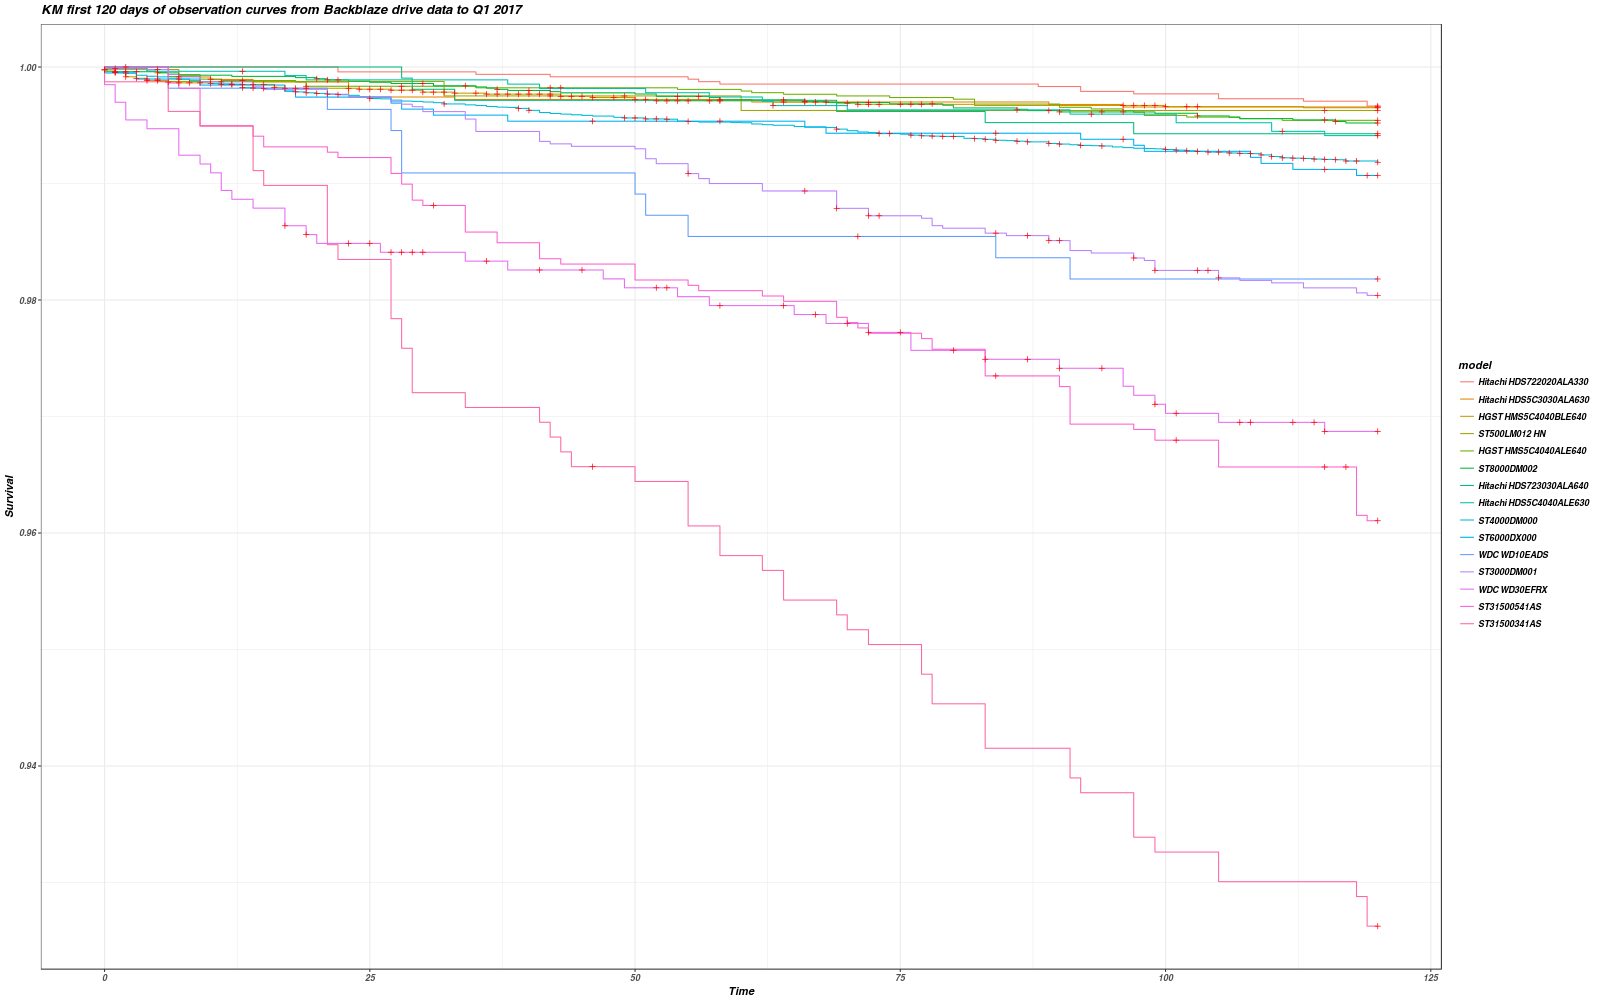 KM first 120 days of observation curves from Backblaze drive data to Q1 2017
1.00
0.98
0.96
0.94
Survival
0
25
50
75
100
125
Time
model
Hitachi HDS722020ALA330
Hitachi HDS5C3030ALA630
HGST HMS5C4040BLE640
ST500LM012 HN
HGST HMS5C4040ALE640
ST8000DM002
Hitachi HDS723030ALA640
Hitachi HDS5C4040ALE630
ST4000DM000
ST6000DX000
WDC WD10EADS
ST3000DM001
WDC WD30EFRX
ST31500541AS
ST31500341AS